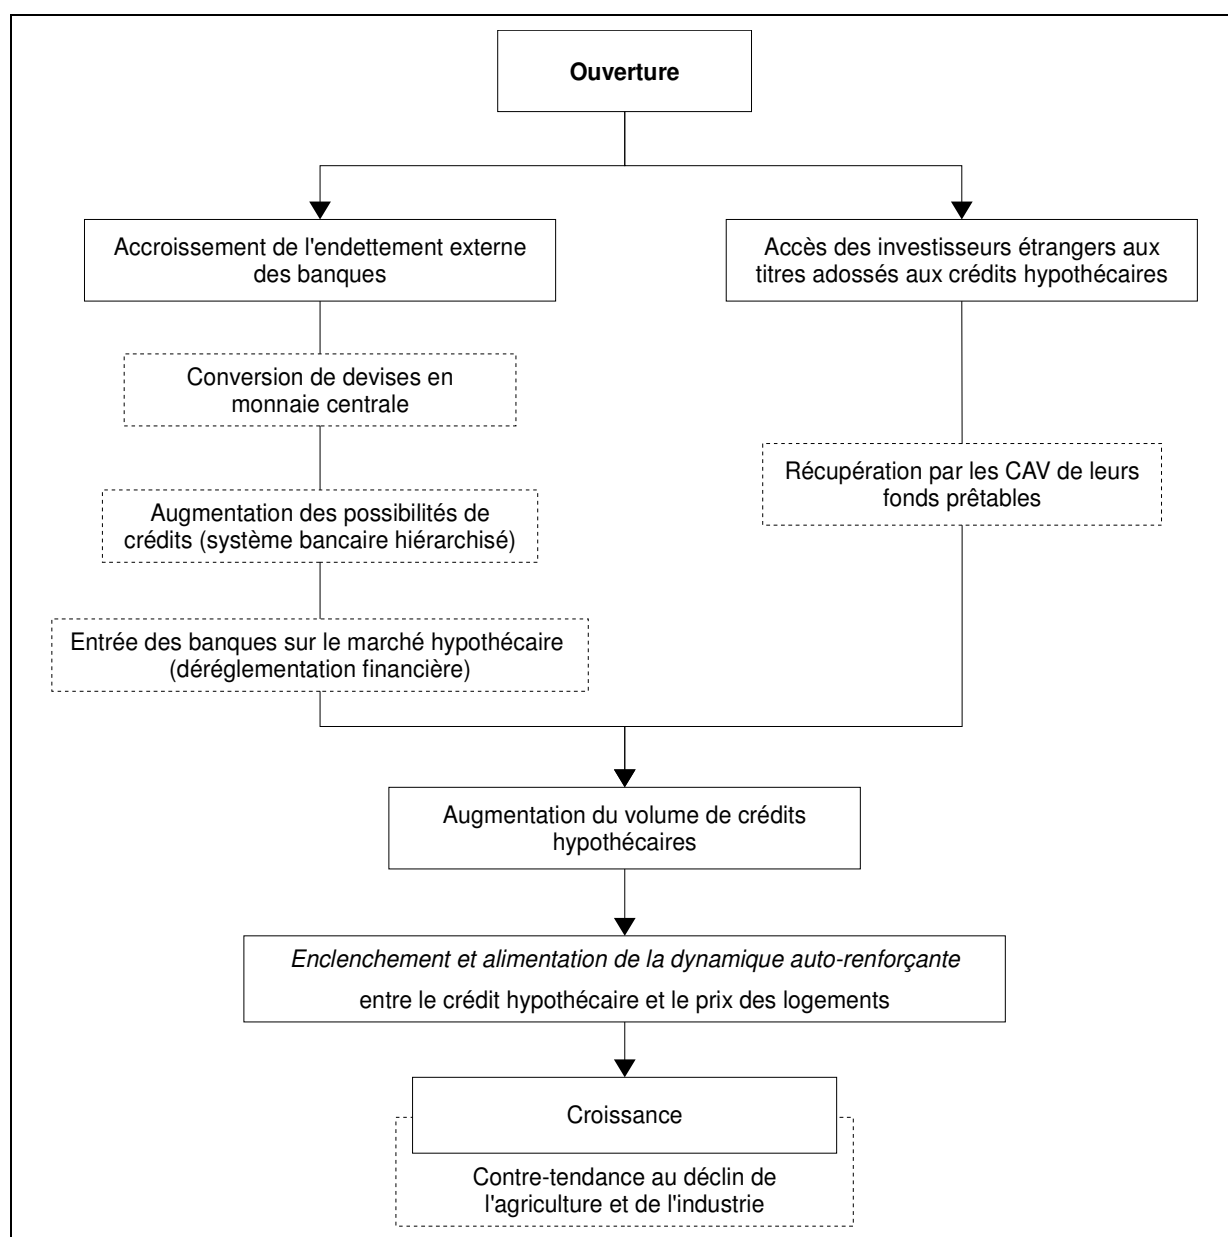 Ouverture
Accroissement de l'endettement externe
des banques
Accès des investisseurs étrangers aux
titres adossés aux crédits hypothécaires
Conversion de devises en
monnaie centrale
Récupération par les CAV de leurs
fonds prêtables
Augmentation des possibilités de
crédits (système bancaire hiérarchisé)
Entrée des banques sur le marché hypothécaire
(déréglementation financière)
Augmentation du volume de crédits
hypothécaires
Enclenchement et alimentation de la dynamique auto-renforçante
entre le crédit hypothécaire et le prix des logements
Croissance
Contre-tendance au déclin de
l'agriculture et de l'industrie